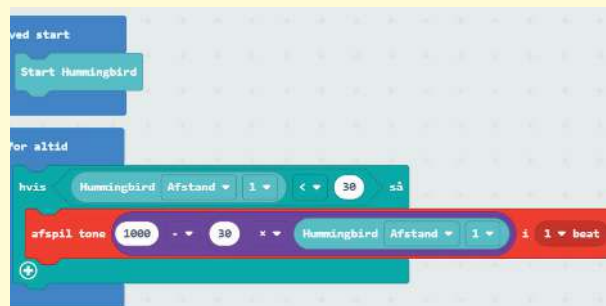 ved start
Start Hummingbird
for altid
hvis Hummingbird Afstand 1 < 30 så
afspil tone 1000 - 30 × Hummingbird Afstand 1 i 1 beat